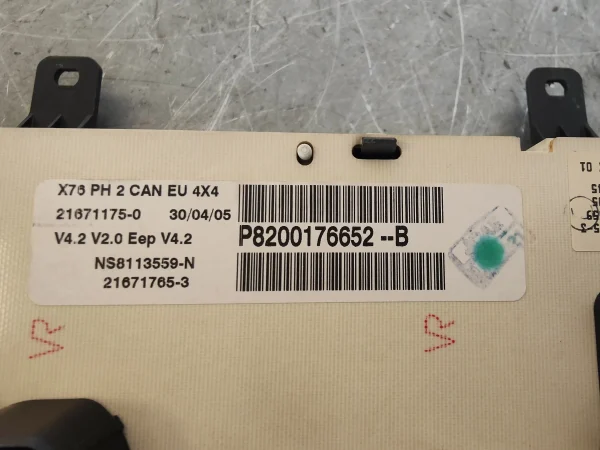 X76 PH 2 CAN EU 4X4
21671175-0 30/04/05
V4.2 V2.0 Eep V4.2
NS8113559-N
21671765-3
P8200176652 --B
VR
VR
01